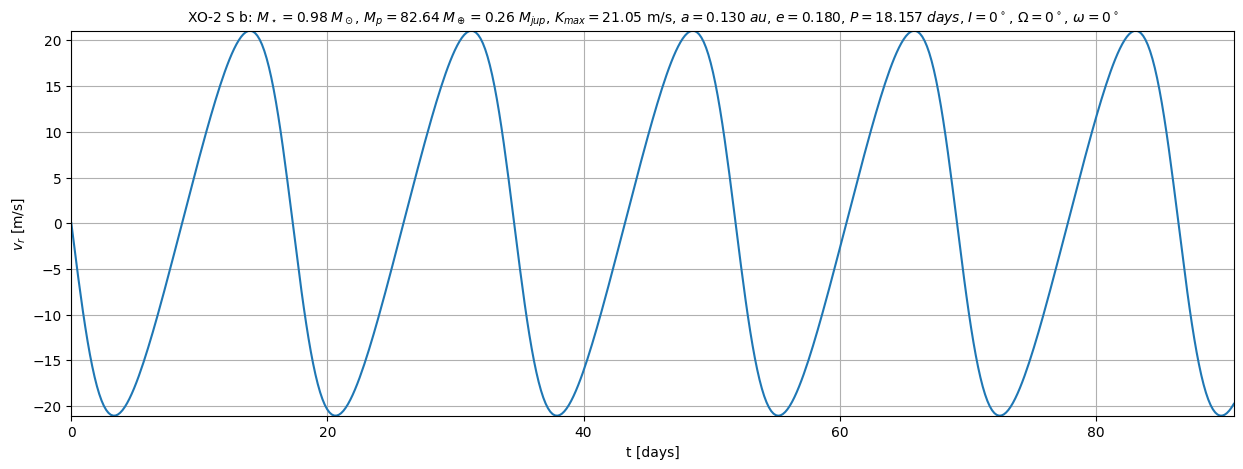 XO-2 S b: $M_\star = 0.98\ M_\odot$, $M_p = 82.64\ M_\oplus = 0.26\ M_{jup}$, $K_{max} = 21.05$ m/s, $a = 0.130\ au$, $e = 0.180$, $P = 18.157\ days$, $I = 0^\circ$, $\Omega = 0^\circ$, $\omega = 0^\circ$
20
15
10
5
0
−5
−10
−15
−20
$v_r$ [m/s]
0 20 40 60 80
t [days]